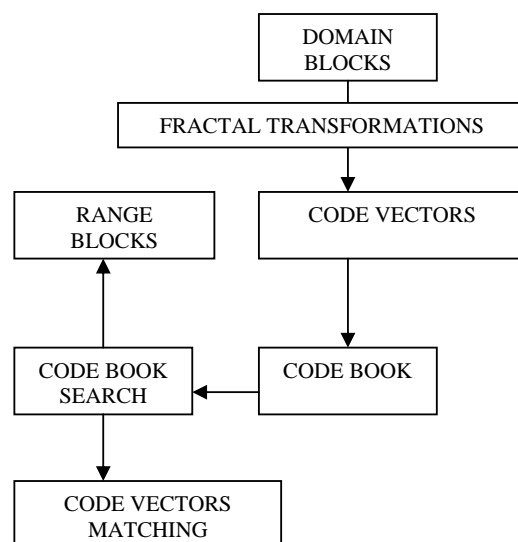 DOMAIN
BLOCKS
FRACTAL TRANSFORMATIONS
RANGE
BLOCKS
CODE VECTORS
CODE BOOK
SEARCH
CODE BOOK
CODE VECTORS
MATCHING